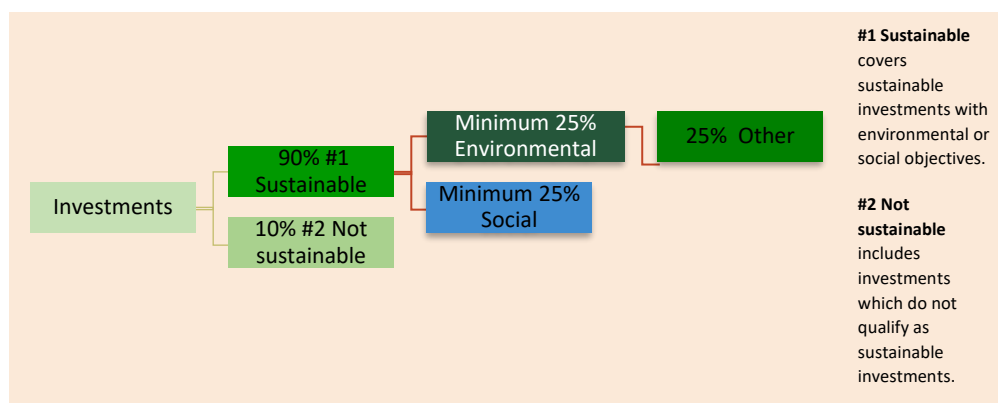 Investments
90% #1
Sustainable
10% #2 Not
sustainable
Minimum 25%
Environmental
Minimum 25%
Social
25% Other
#1 Sustainable
covers
sustainable
investments with
environmental or
social objectives.
#2 Not
sustainable
includes
investments
which do not
qualify as
sustainable
investments.